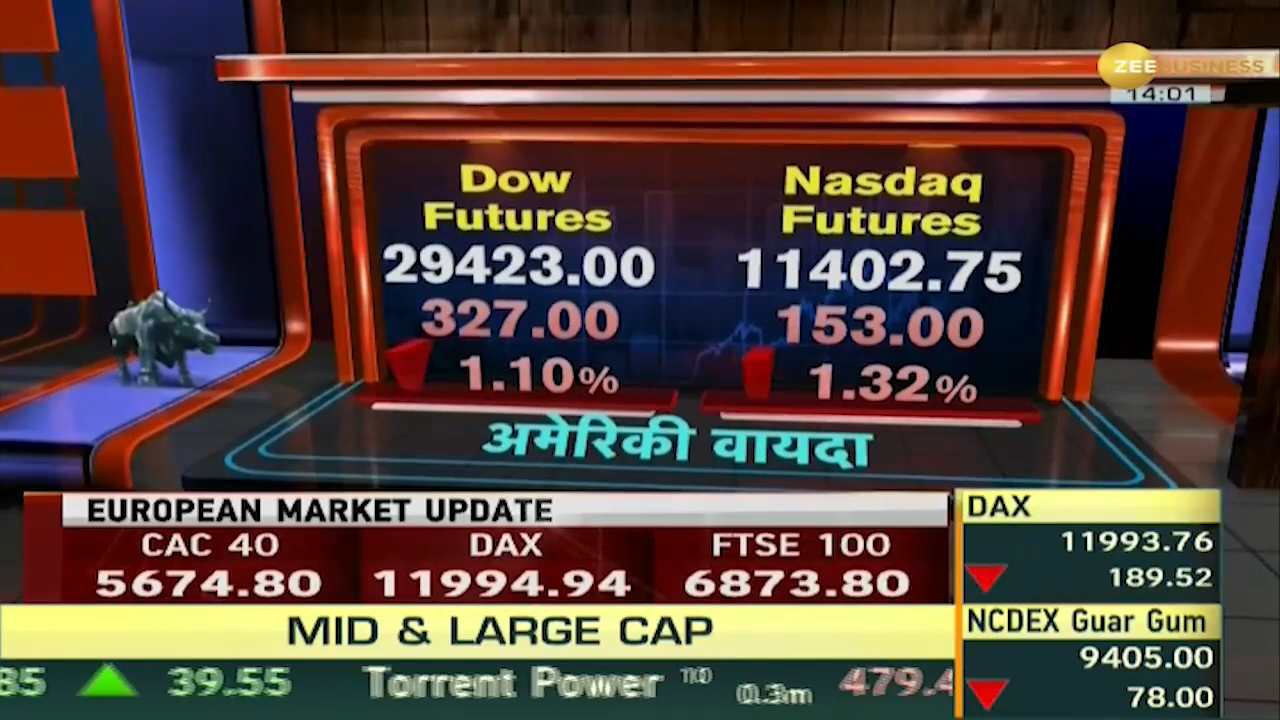 ZEE BUSINESS
14:01
Dow
Futures
29423.00
327.00
1.10%
Nasdaq
Futures
11402.75
153.00
1.32%
अमेरिकी वायदा
EUROPEAN MARKET UPDATE
CAC 40
5674.80
DAX
11994.94
FTSE 100
6873.80
DAX
11993.76
189.52
MID & LARGE CAP
NCDEX Guar Gum
9405.00
78.00
85 39.55 Torrent Power 0.3m 479.4